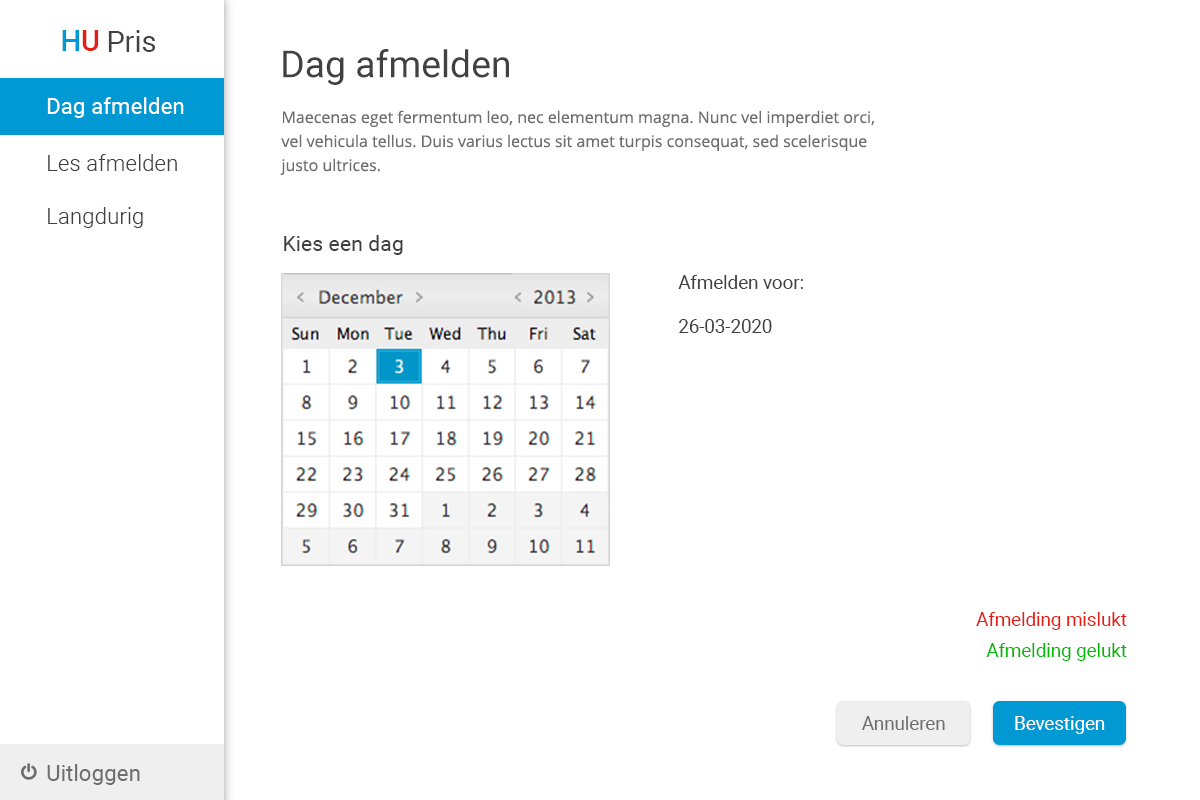 HU Pris
Dag afmelden
Les afmelden
Langdurig
Uitloggen
Dag afmelden
Maecenas eget fermentum leo, nec elementum magna. Nunc vel imperdiet orci,
vel vehicula tellus. Duis varius lectus sit amet turpis consequat, sed scelerisque
justo ultrices.
Kies een dag
< December > < 2013 >
Sun Mon Tue Wed Thu Fri Sat
1 2 3 4 5 6 7
8 9 10 11 12 13 14
15 16 17 18 19 20 21
22 23 24 25 26 27 28
29 30 31 1 2 3 4
5 6 7 8 9 10 11
Afmelden voor:
26-03-2020
Afmelding mislukt
Afmelding gelukt
Annuleren
Bevestigen